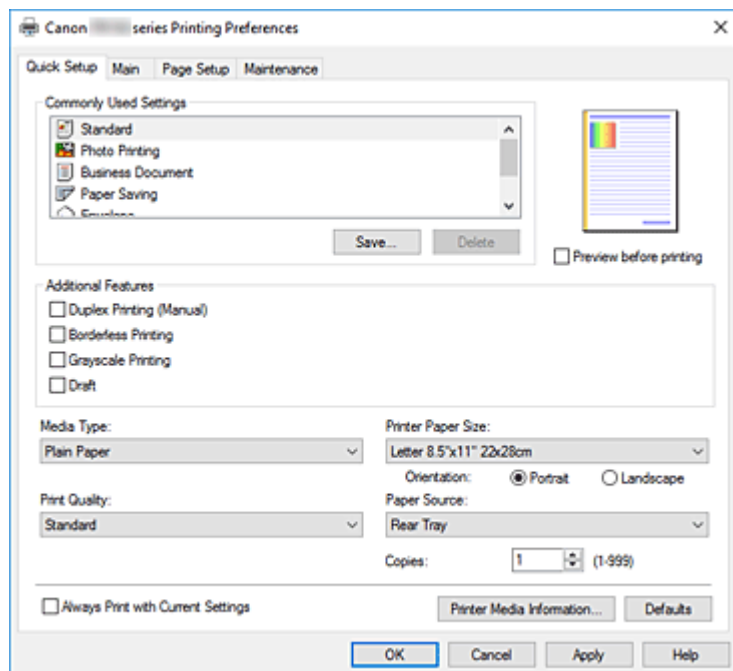 Canon series Printing Preferences
Quick Setup Main Page Setup Maintenance
Commonly Used Settings
Standard
Photo Printing
Business Document
Paper Saving
Envelope
Save... Delete
Preview before printing
Additional Features
Duplex Printing (Manual)
Borderless Printing
Grayscale Printing
Draft
Media Type: Printer Paper Size:
Plain Paper Letter 8.5"x11" 22x28cm
Orientation: Portrait Landscape
Print Quality: Paper Source:
Standard Rear Tray
Copies: 1 (1-999)
Always Print with Current Settings Printer Media Information... Defaults
OK Cancel Apply Help